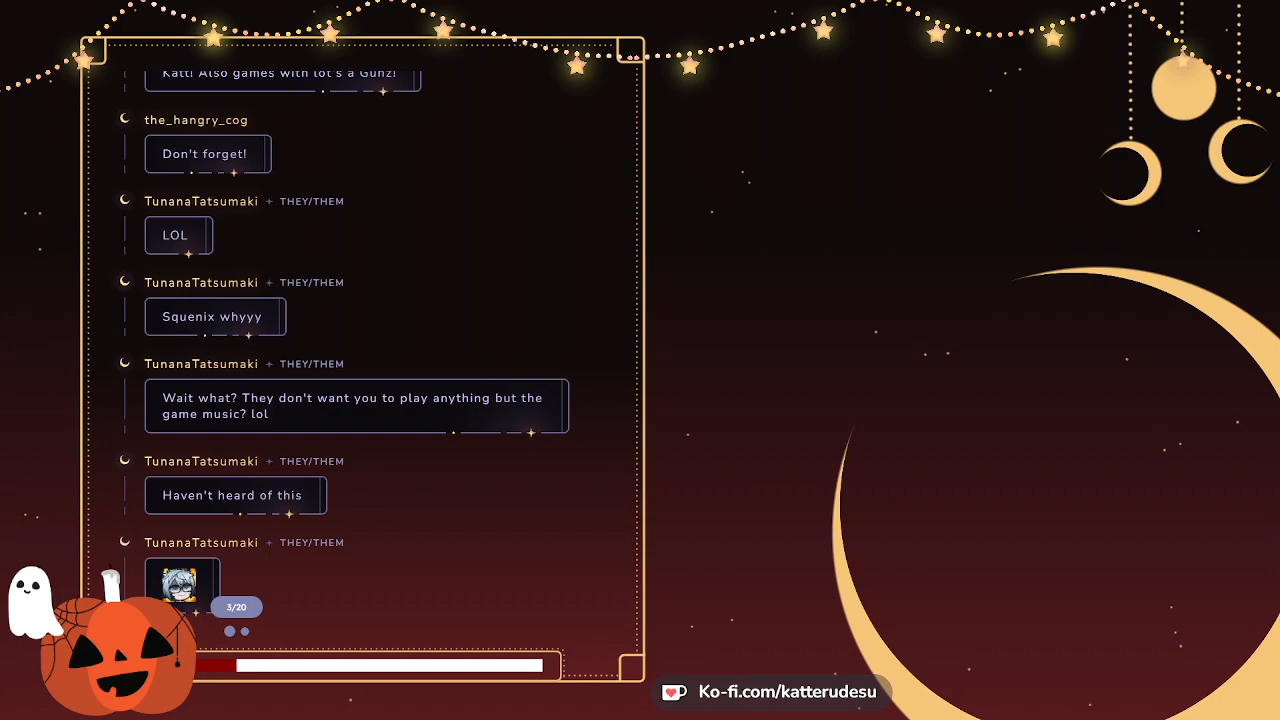 Katt! Also games with lot's a Gunz!
the_hangry_cog
Don't forget!
TunanaTatsumaki + THEY/THEM
LOL
TunanaTatsumaki + THEY/THEM
Squenix whyyy
TunanaTatsumaki + THEY/THEM
Wait what? They don't want you to play anything but the
game music? lol
TunanaTatsumaki + THEY/THEM
Haven't heard of this
TunanaTatsumaki + THEY/THEM
3/20
Ko-fi.com/katterudesu